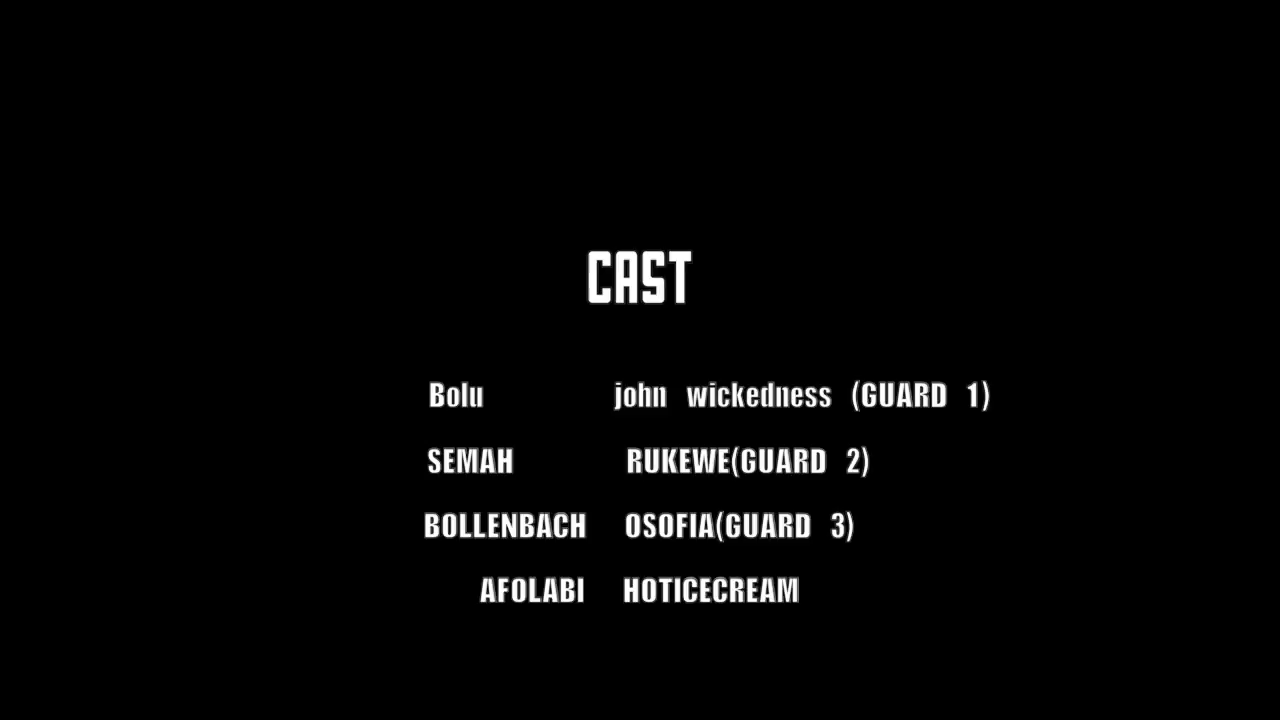 CAST
Bolu john wickedness (GUARD 1)
SEMAH RUKEWE(GUARD 2)
BOLLENBACH OSOFIA(GUARD 3)
AFOLABI HOTICECREAM